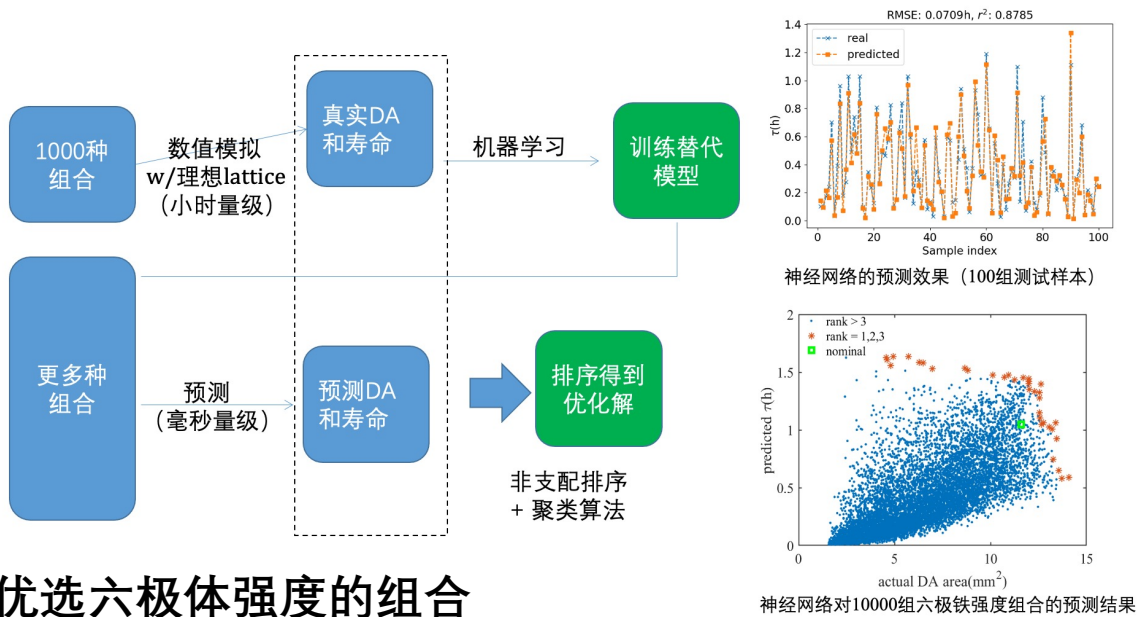 1000种
组合
数值模拟
w/理想lattice
（小时量级）
真实DA
和寿命
机器学习
训练替代
模型
更多种
组合
预测
（毫秒量级）
预测DA
和寿命
排序得到
优化解
非支配排序
+ 聚类算法
优选六极体强度的组合
RMSE: 0.0709h, r²: 0.8785
real
predicted
τ(h)
1.4
1.2
1.0
0.8
0.6
0.4
0.2
0.0
0 20 40 60 80 100
Sample index
神经网络的预测效果（100组测试样本）
rank > 3
rank = 1,2,3
nominal
predicted τ(h)
2
1.5
1
0.5
0
5 10 15
actual DA area(mm²)
神经网络对10000组六极铁强度组合的预测结果